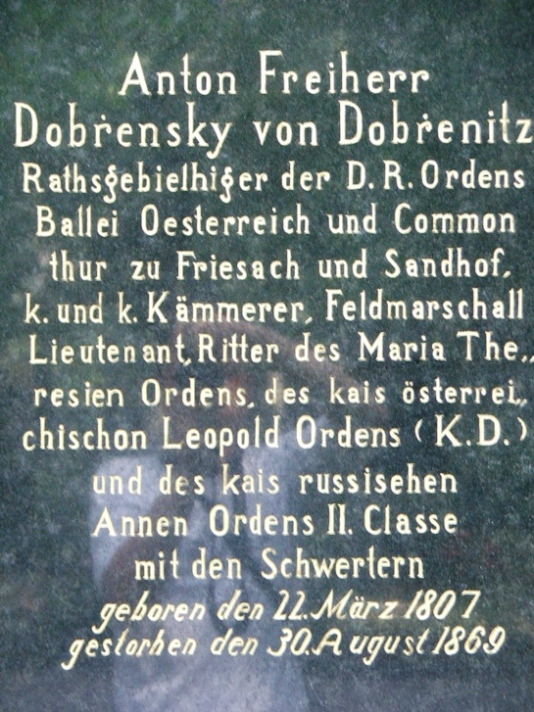 Anton Freiherr
Dobřensky von Dobřenitz
Rathsgebielhiger der D.R.Ordens
Ballei Oesterreich und Common
thur zu Friesach und Sandhof,
k. und k. Kämmerer, Feldmarschall
Lieutenant, Ritter des Maria The„
resien Ordens, des kais österrei„
chischon Leopold Ordens (K.D.)
und des kais russisehen
Annen Ordens II. Classe
mit den Schwertern
geboren den 22. März 1807
gestorhen den 30. August 1869